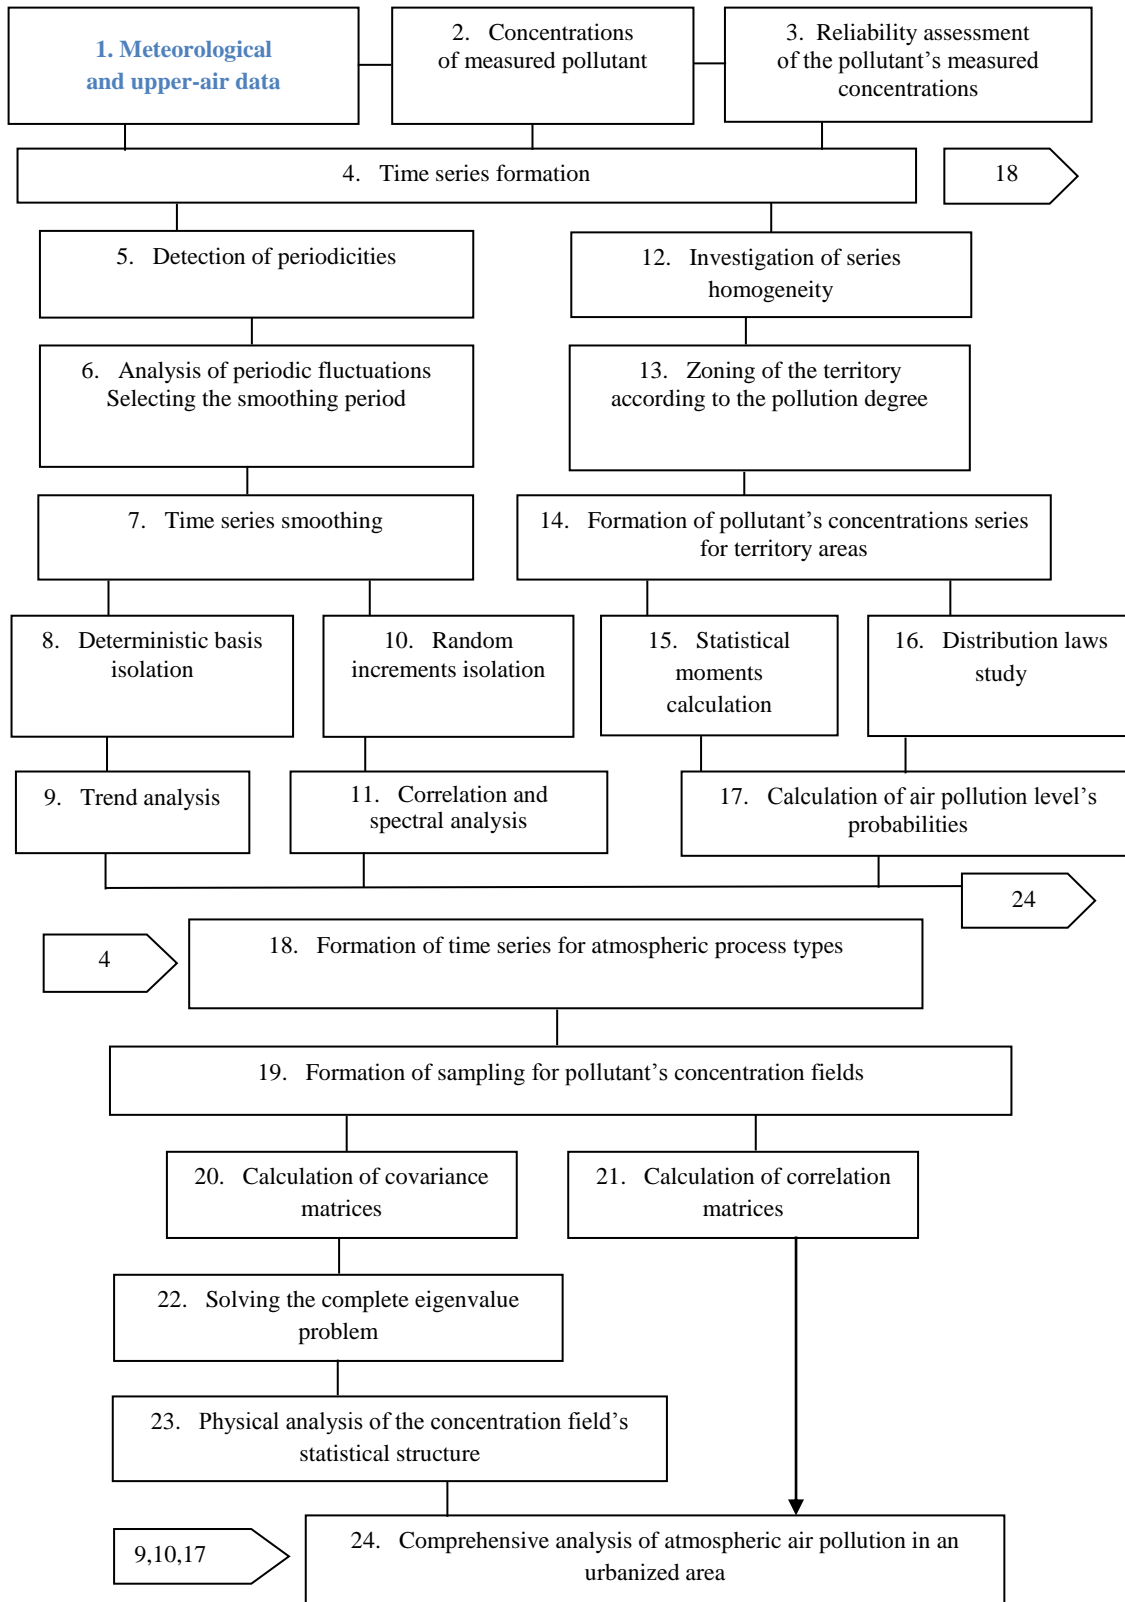 1. Meteorological
and upper-air data
2. Concentrations
of measured pollutant
3. Reliability assessment
of the pollutant’s measured
concentrations
4. Time series formation
18
5. Detection of periodicities
12. Investigation of series
homogeneity
6. Analysis of periodic fluctuations
Selecting the smoothing period
13. Zoning of the territory
according to the pollution degree
7. Time series smoothing
14. Formation of pollutant’s concentrations series
for territory areas
8. Deterministic basis
isolation
10. Random
increments isolation
15. Statistical
moments
calculation
16. Distribution laws
study
9. Trend analysis
11. Correlation and
spectral analysis
17. Calculation of air pollution level’s
probabilities
24
4
18. Formation of time series for atmospheric process types
19. Formation of sampling for pollutant’s concentration fields
20. Calculation of covariance
matrices
21. Calculation of correlation
matrices
22. Solving the complete eigenvalue
problem
23. Physical analysis of the concentration field’s
statistical structure
9,10,17
24. Comprehensive analysis of atmospheric air pollution in an
urbanized area